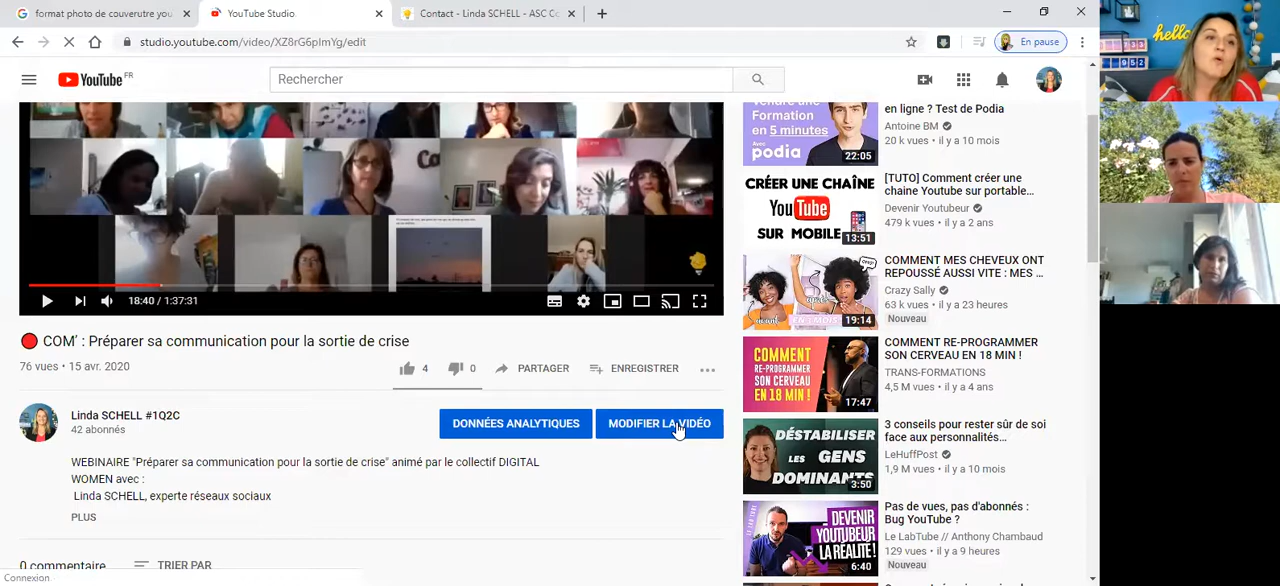 format photo de couverutre you
YouTube Studio
Contact - Linda SCHELL - ASC Co
studio.youtube.com/video/XZ8rG6pImYg/edit
En pause
YouTube FR
Rechercher
18:40 / 1:37:31
COM' : Préparer sa communication pour la sortie de crise
76 vues • 15 avr. 2020
4
0
PARTAGER
ENREGISTRER
Linda SCHELL #1Q2C
42 abonnés
DONNÉES ANALYTIQUES
MODIFIER LA VIDÉO
WEBINAIRE "Préparer sa communication pour la sortie de crise" animé par le collectif DIGITAL
WOMEN avec :
Linda SCHELL, experte réseaux sociaux
PLUS
0 commentaire
TRIER PAR
Connexion
Vendre une
Formation
en 5 minutes
avec
podia
22:05
en ligne ? Test de Podia
Antoine BM
20 k vues • il y a 10 mois
CRÉER UNE CHAÎNE
YouTube
SUR MOBILE
13:51
[TUTO] Comment créer une
chaine Youtube sur portable…
Devenir Youtubeur
479 k vues • il y a 2 ans
19:14
COMMENT MES CHEVEUX ONT
REPOUSSÉ AUSSI VITE : MES …
Crazy Sally
63 k vues • il y a 23 heures
Nouveau
COMMENT
RE-PROGRAMMER
SON CERVEAU
EN 18 MIN !
17:47
COMMENT RE-PROGRAMMER
SON CERVEAU EN 18 MIN !
TRANS-FORMATIONS
4,5 M vues • il y a 4 ans
DÉSTABILISER
LES GENS
DOMINANTS
3:50
3 conseils pour rester sûr de soi
face aux personnalités…
LeHuffPost
1,9 M vues • il y a 10 mois
DEVENIR
YOUTUBEUR
LA RÉALITÉ!
6:40
Pas de vues, pas d'abonnés :
Bug YouTube ?
Le LabTube // Anthony Chambaud
129 vues • il y a 9 heures
Nouveau
hello